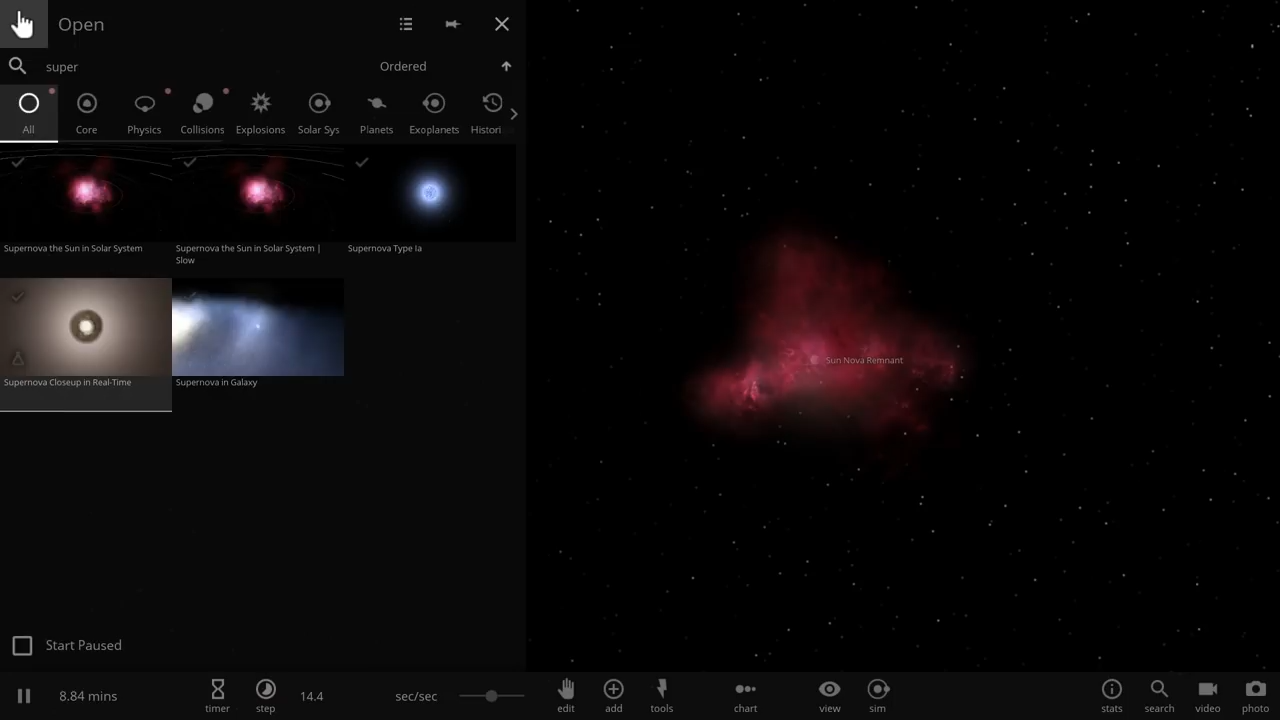 Open
super
Ordered
All
Core
Physics
Collisions
Explosions
Solar Sys
Planets
Exoplanets
Histori
Supernova the Sun in Solar System
Supernova the Sun in Solar System |
Slow
Supernova Type Ia
Supernova Closeup in Real-Time
Supernova in Galaxy
Sun Nova Remnant
Start Paused
8.84 mins
timer
step
14.4
sec/sec
edit
add
tools
chart
view
sim
stats
search
video
photo